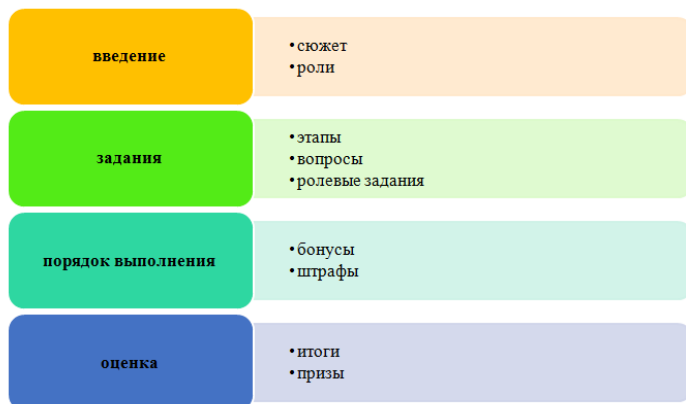 введение
•сюжет
•роли
задания
•этапы
•вопросы
•ролевые задания
порядок выполнения
•бонусы
•штрафы
оценка
•итоги
•призы